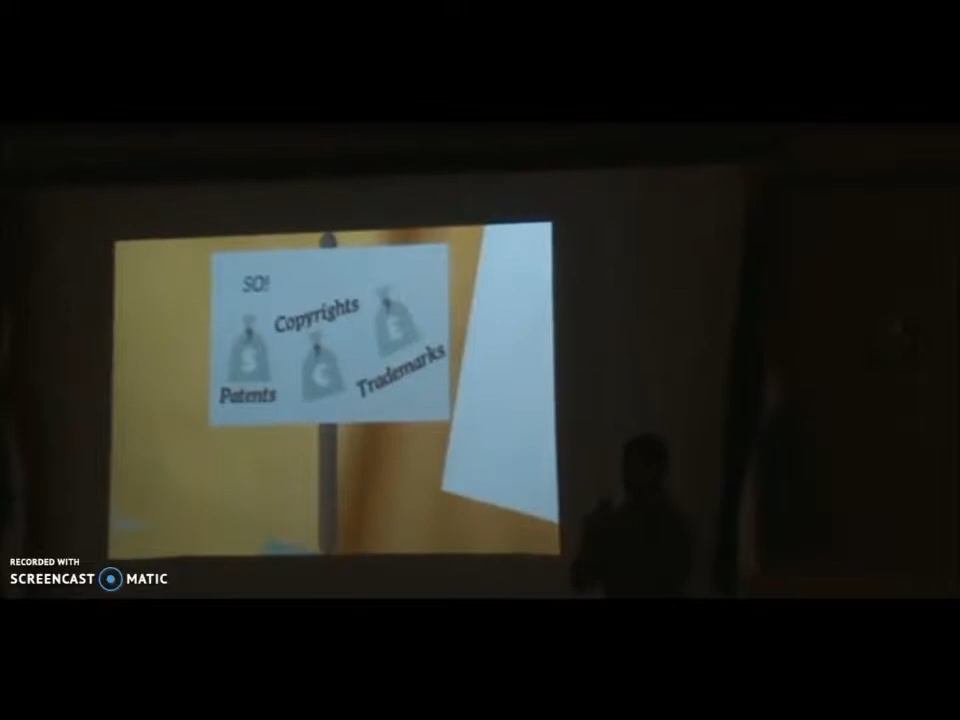 SO!
Copyrights
Patents
Trademarks
RECORDED WITH
SCREENCAST MATIC